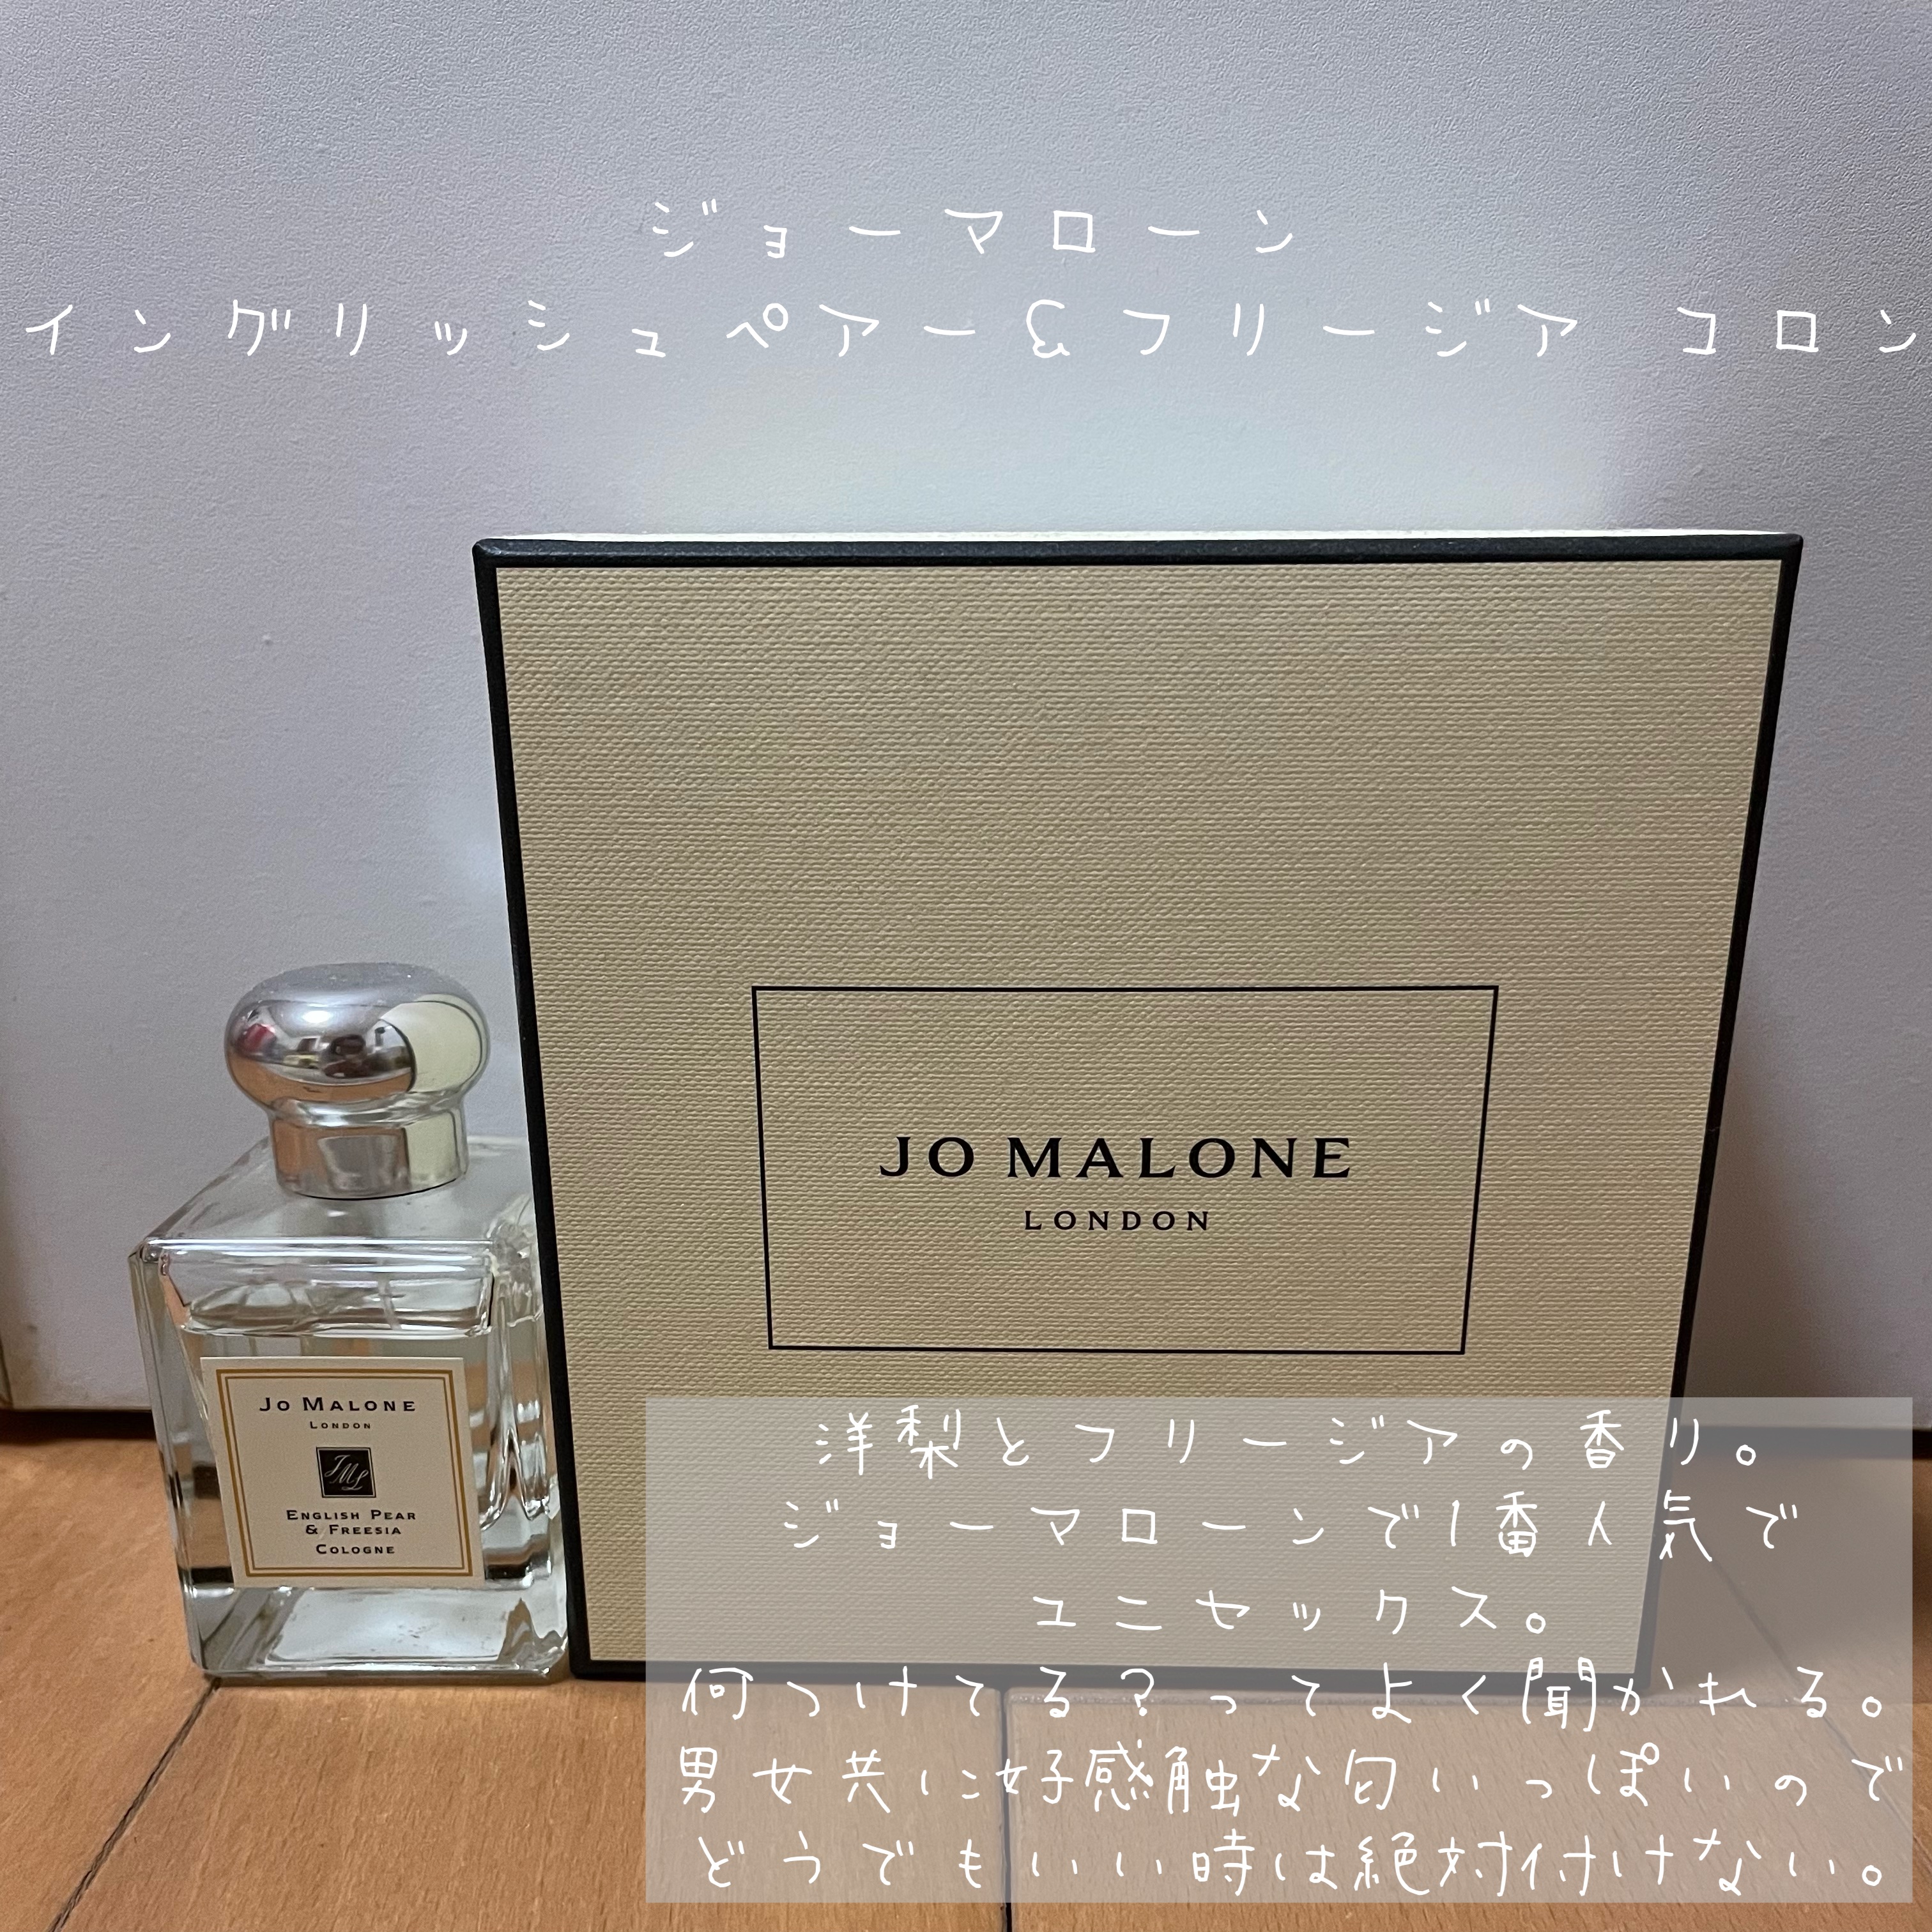 ジョーマローン
イングリッシュペアー&フリージア コロン
JO MALONE
LONDON
JO MALONE
LONDON
JML
ENGLISH PEAR
& FREESIA
COLOGNE
洋梨とフリージアの香り。
ジョーマローンで1番人気で
ユニセックス。
何つけてる?ってよく聞かれる。
男女共に好感触な匂いっぽいので
どうでもいい時は絶対付けない。